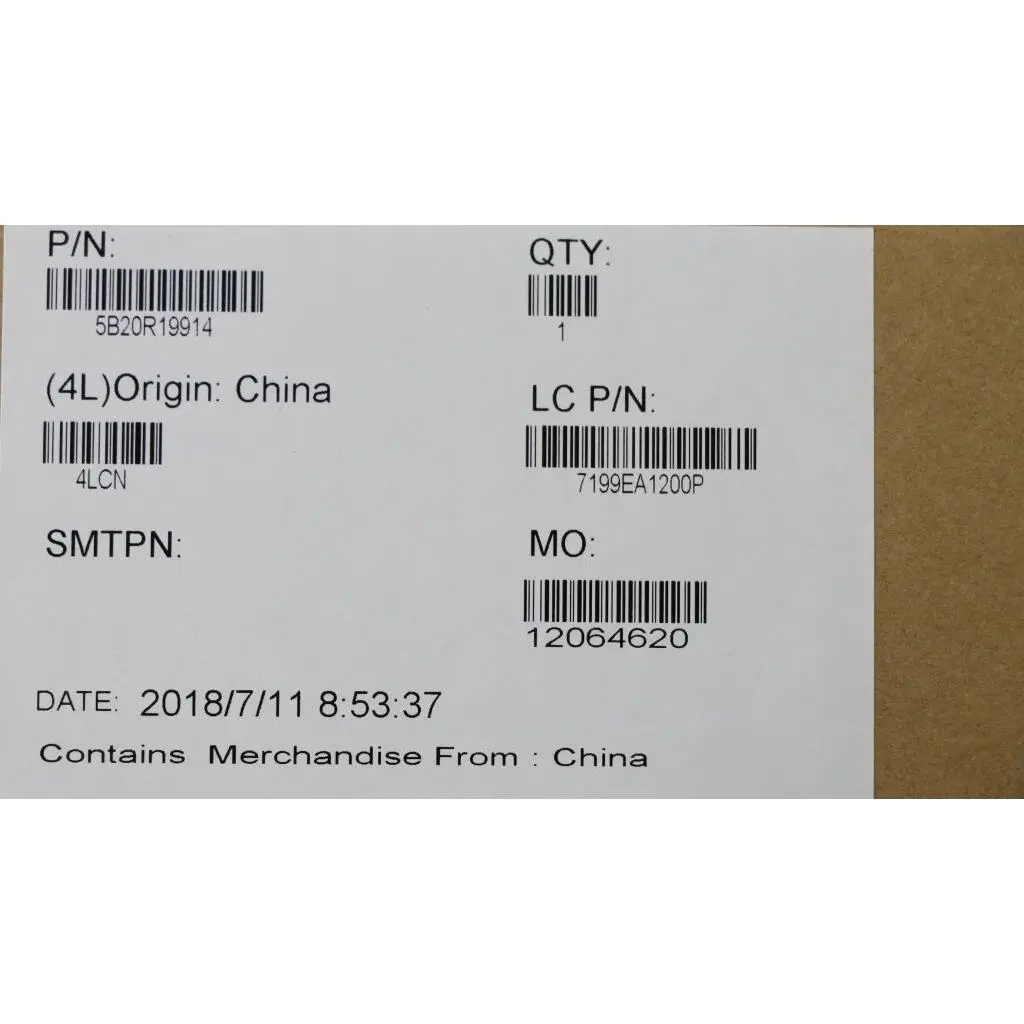 P/N:
5B20R19914
QTY:
1
(4L)Origin: China
4LCN
LC P/N:
7199EA1200P
SMTPN:
MO:
12064620
DATE: 2018/7/11 8:53:37
Contains Merchandise From : China